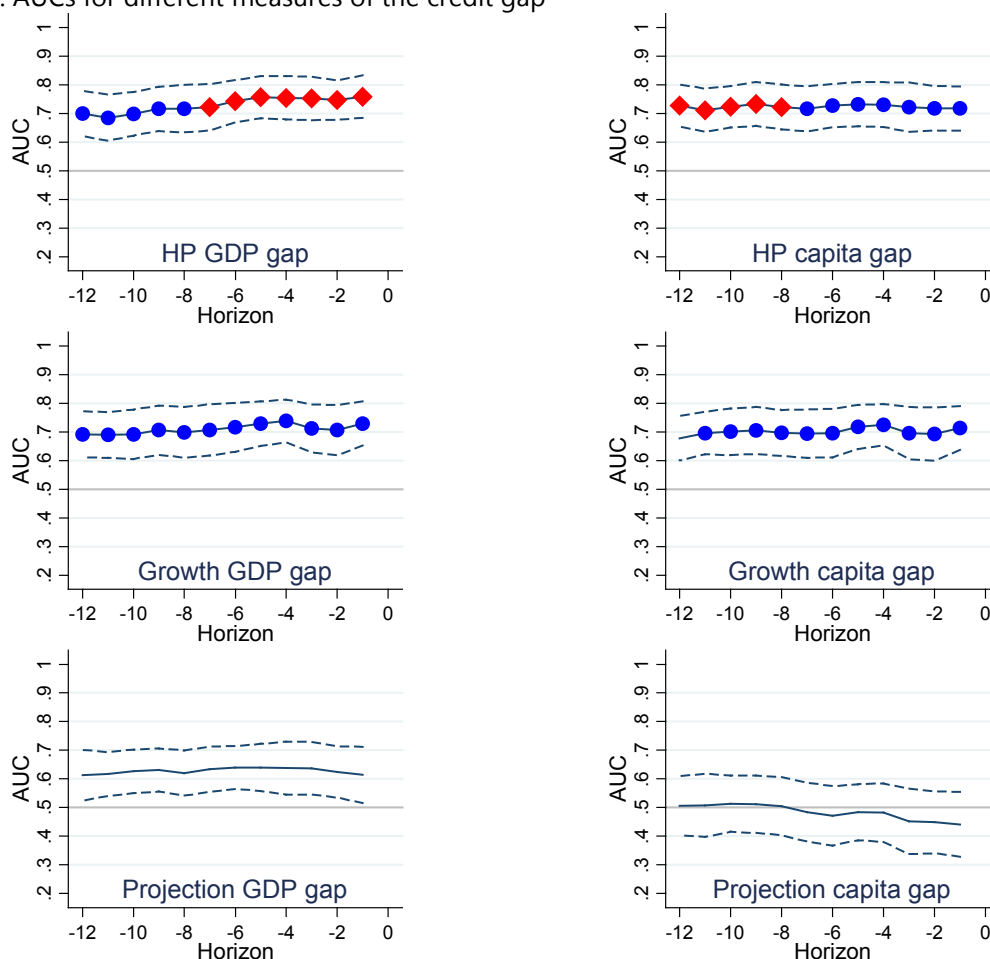 . AUCs for different measures of the credit gap
AUC
.2 .3 .4 .5 .6 .7 .8 .9 1
HP GDP gap
-12 -10 -8 -6 -4 -2 0
Horizon
AUC
.2 .3 .4 .5 .6 .7 .8 .9 1
HP capita gap
-12 -10 -8 -6 -4 -2 0
Horizon
AUC
.2 .3 .4 .5 .6 .7 .8 .9 1
Growth GDP gap
-12 -10 -8 -6 -4 -2 0
Horizon
AUC
.2 .3 .4 .5 .6 .7 .8 .9 1
Growth capita gap
-12 -10 -8 -6 -4 -2 0
Horizon
AUC
.2 .3 .4 .5 .6 .7 .8 .9 1
Projection GDP gap
-12 -10 -8 -6 -4 -2 0
Horizon
AUC
.2 .3 .4 .5 .6 .7 .8 .9 1
Projection capita gap
-12 -10 -8 -6 -4 -2 0
Horizon